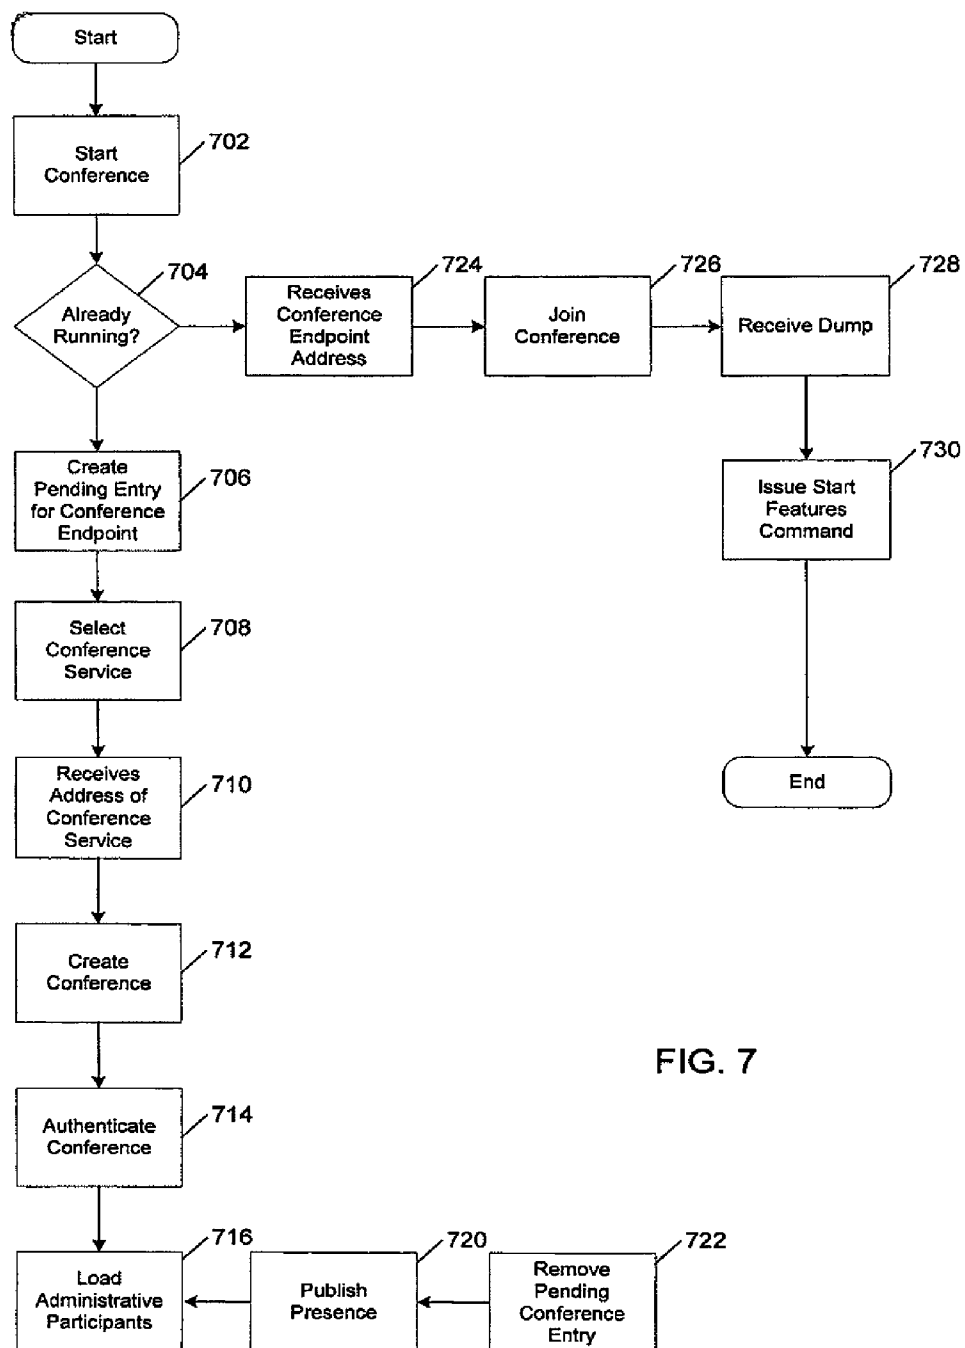 Start
Start
Conference
702
Already
Running?
704
Receives
Conference
Endpoint
Address
724
Join
Conference
726
Receive Dump
728
Create
Pending Entry
for Conference
Endpoint
706
Issue Start
Features
Command
730
Select
Conference
Service
708
Receives
Address of
Conference
Service
710
End
Create
Conference
712
FIG. 7
Authenticate
Conference
714
Load
Administrative
Participants
716
Publish
Presence
720
Remove
Pending
Conference
Entry
722